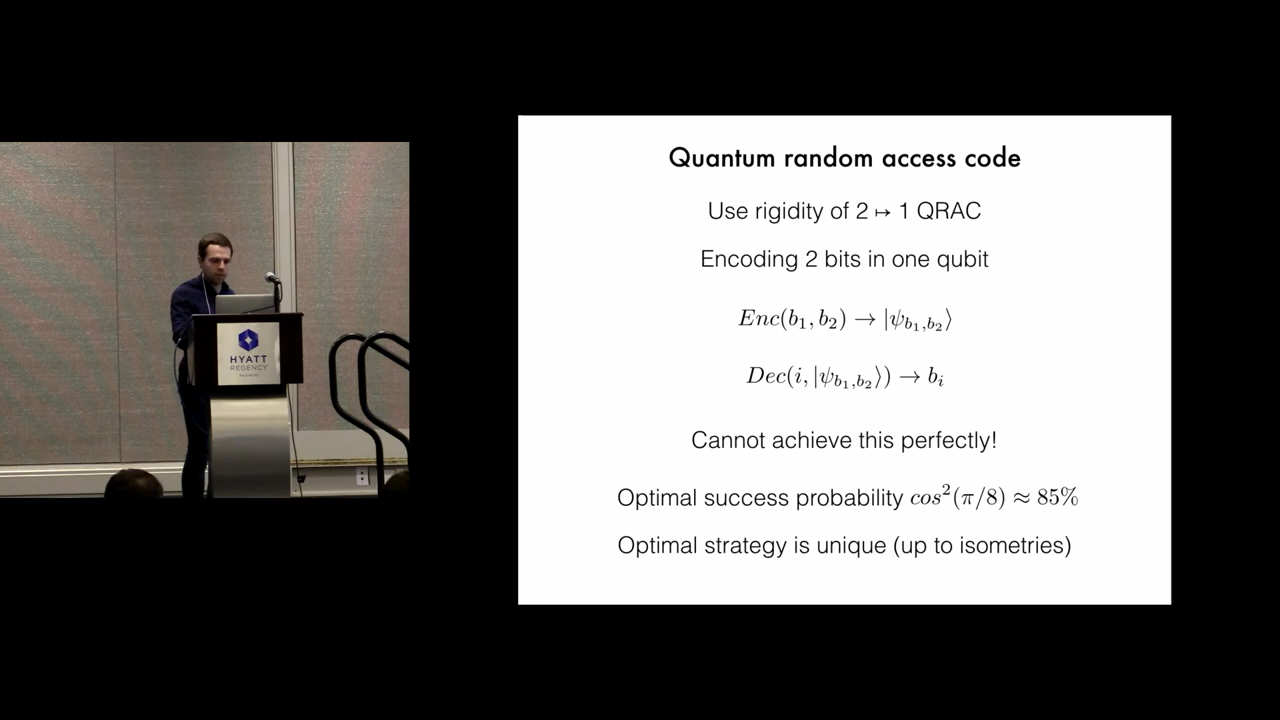 Quantum random access code
Use rigidity of 2 ↦ 1 QRAC
Encoding 2 bits in one qubit
Enc(b₁, b₂) → |ψ_{b₁,b₂}⟩
Dec(i, |ψ_{b₁,b₂}⟩) → bᵢ
Cannot achieve this perfectly!
Optimal success probability cos²(π/8) ≈ 85%
Optimal strategy is unique (up to isometries)
HYATT
REGENCY